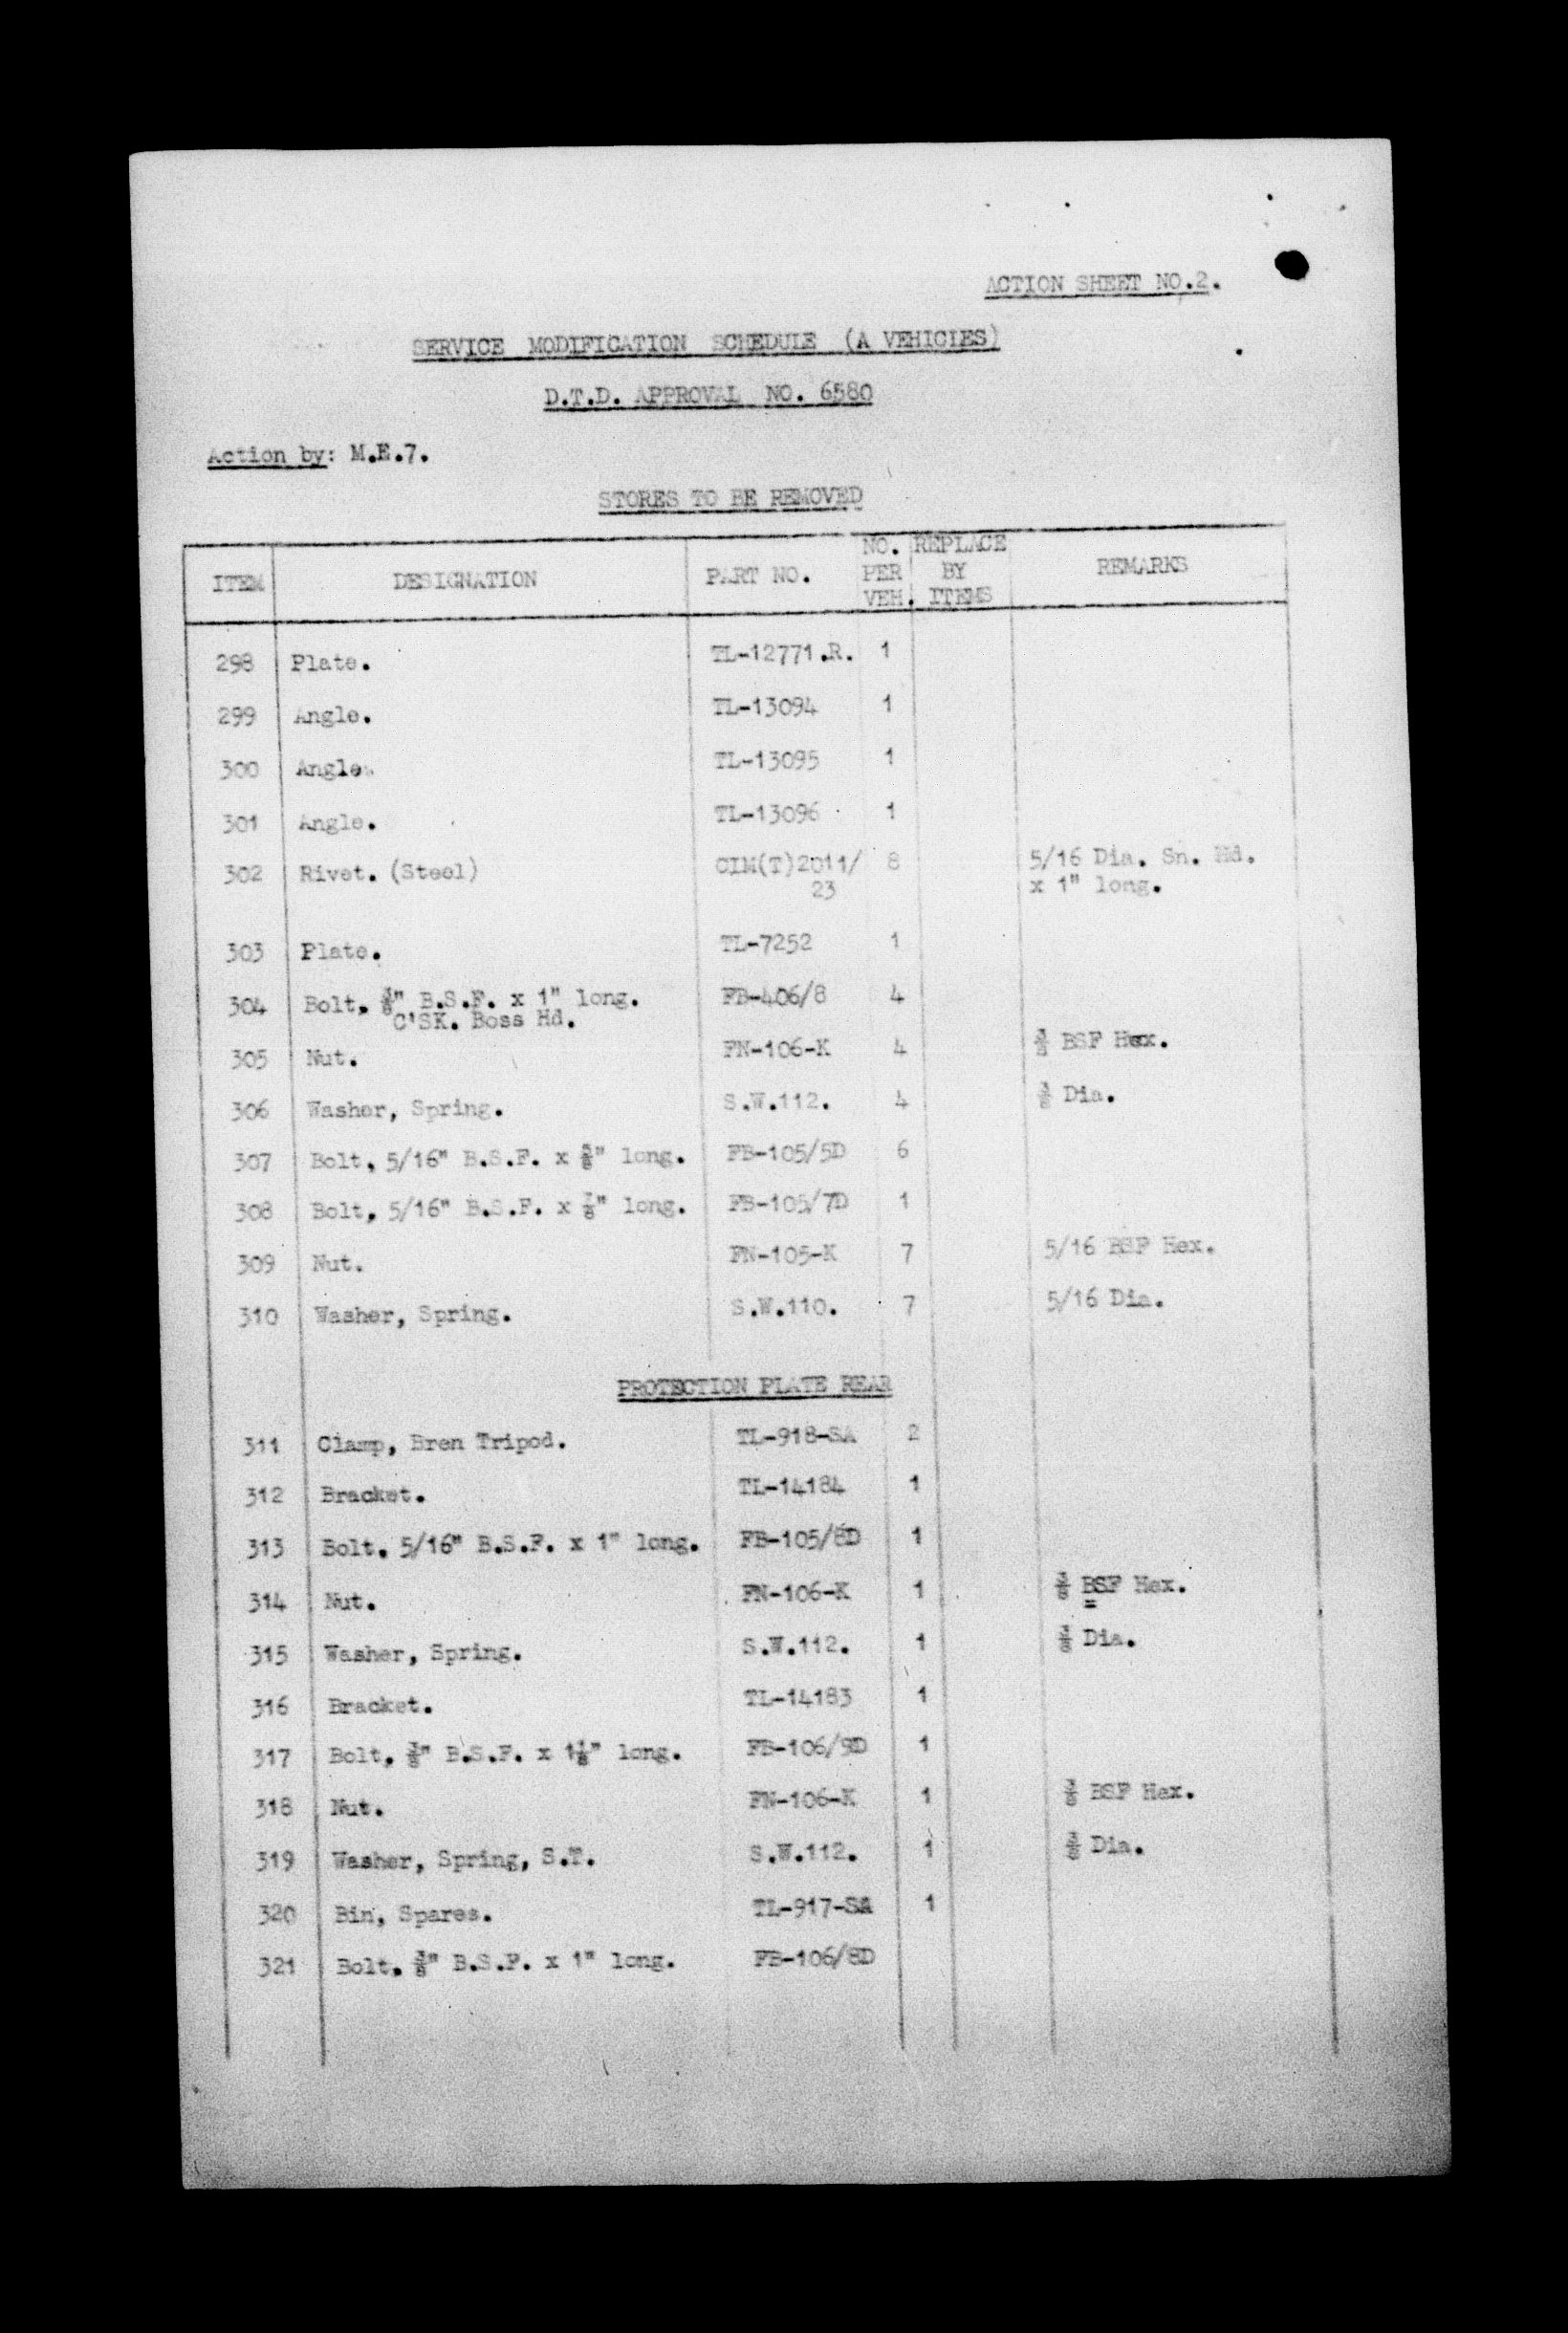 ACTION SHEET NO.2.
SERVICE MODIFICATION SCHEDULE (A VEHICLES)
D.T.D. APPROVAL NO. 6580
Action by: M.E.7.
STORES TO BE REMOVED
ITEM DESIGNATION PART NO. NO. PER VEH. REPLACE BY ITEMS REMARKS
298 Plate. TL-12771.R. 1
299 Angle. TL-13094 1
300 Angle. TL-13095 1
301 Angle. TL-13096 1
302 Rivet. (Steel) CIM(T)2011/ 8 5/16 Dia. Sn. Hd.
23 x 1" long.
303 Plate. TL-7252 1
304 Bolt. ⅜" B.S.F. x 1" long. FB-406/8 4
C'SK. Boss Hd.
305 Nut. FN-106-K 4 ⅜ BSF Hex.
306 Washer, Spring. S.W.112. 4 ⅜ Dia.
307 Bolt. 5/16" B.S.F. x ⅝" long. FB-105/5D 6
308 Bolt. 5/16" B.S.F. x ⅞" long. FB-105/7D 1
309 Nut. FN-105-K 7 5/16 BSF Hex.
310 Washer, Spring. S.W.110. 7 5/16 Dia.
PROTECTION PLATE REAR
311 Clamp, Bren Tripod. TL-918-SA 2
312 Bracket. TL-14184 1
313 Bolt. 5/16" B.S.F. x 1" long. FB-105/8D 1
314 Nut. FN-106-K 1 ⅜ BSF Hex.
315 Washer, Spring. S.W.112. 1 ⅜ Dia.
316 Bracket. TL-14183 1
317 Bolt. ⅜" B.S.F. x 1⅛" long. FB-106/9D 1
318 Nut. FN-106-K 1 ⅜ BSF Hex.
319 Washer, Spring, S.T. S.W.112. 1 ⅜ Dia.
320 Bin, Spares. TL-917-SA 1
321 Bolt. ⅜" B.S.F. x 1" long. FB-106/8D